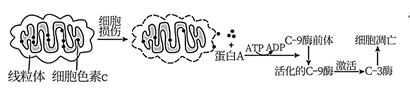 细胞
损伤
C-9酶前体
细胞凋亡
+
蛋白A
ATP ADP
线粒体
细胞色素c
活化的C-9酶
激活
C-3酶